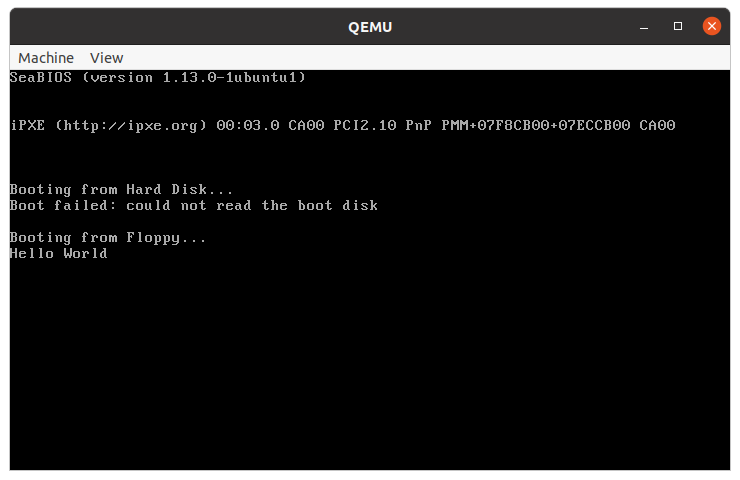 QEMU
Machine View
SeaBIOS (version 1.13.0-1ubuntu1)
iPXE (http://ipxe.org) 00:03.0 CA00 PCI2.10 PnP PMM+07F8CB00+07ECCB00 CA00
Booting from Hard Disk...
Boot failed: could not read the boot disk
Booting from Floppy...
Hello World